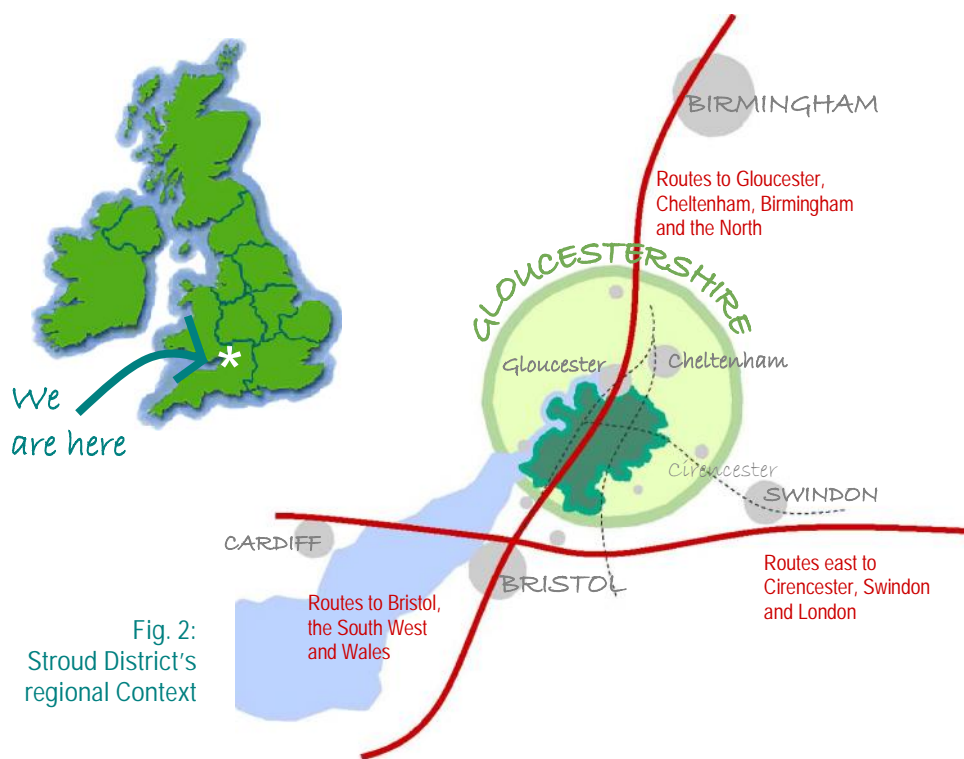 BIRMINGHAM
Routes to Gloucester,
Cheltenham, Birmingham
and the North
GLOUCESTERSHIRE
Gloucester
Cheltenham
We
are here
*
Cirencester
SWINDON
CARDIFF
BRISTOL
Routes east to
Cirencester, Swindon
and London
Routes to Bristol,
the South West
and Wales
Fig. 2:
Stroud District's
regional Context